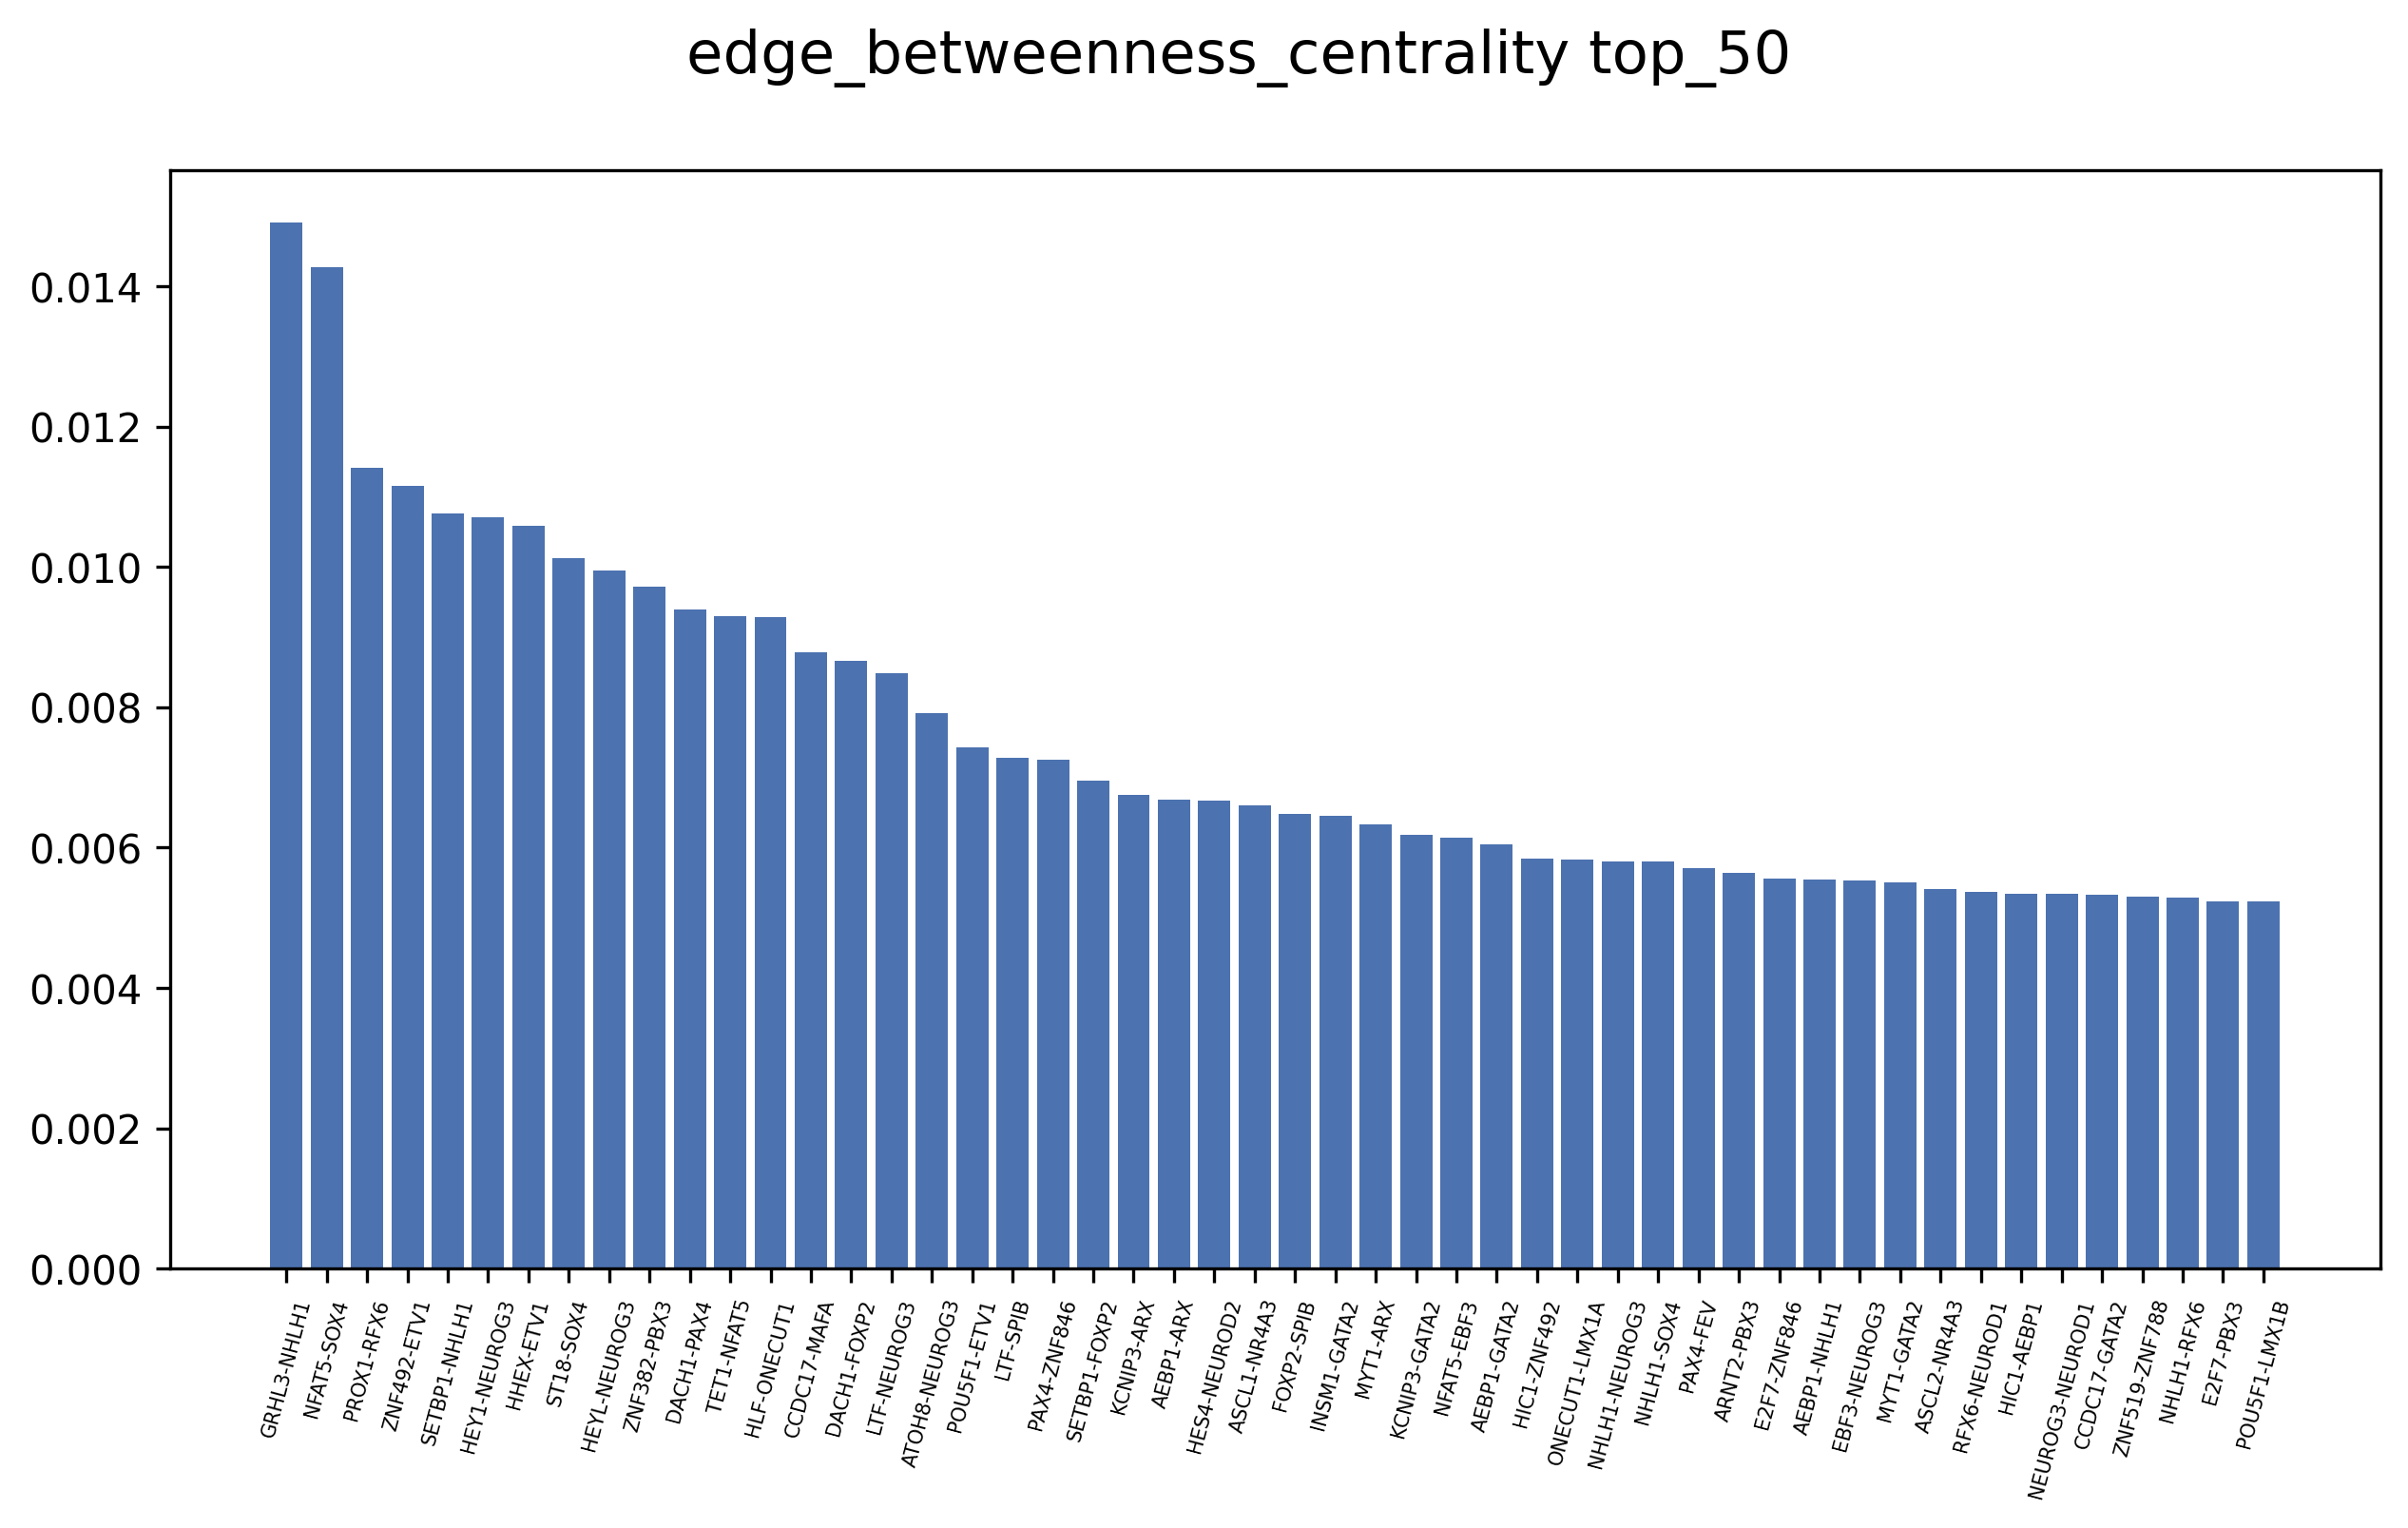 edge_betweenness_centrality top_50
0.014
0.012
0.010
0.008
0.006
0.004
0.002
0.000
GRHL3-NHLH1
NFAT5-SOX4
PROX1-RFX6
ZNF492-ETV1
SETBP1-NHLH1
HEY1-NEUROG3
HHEX-ETV1
ST18-SOX4
HEYL-NEUROG3
ZNF382-PBX3
DACH1-PAX4
TET1-NFAT5
HLF-ONECUT1
CCDC17-MAFA
DACH1-FOXP2
LTF-NEUROG3
ATOH8-NEUROG3
POU5F1-ETV1
LTF-SPIB
PAX4-ZNF846
SETBP1-FOXP2
KCNIP3-ARX
AEBP1-ARX
HES4-NEUROD2
ASCL1-NR4A3
FOXP2-SPIB
INSM1-GATA2
MYT1-ARX
KCNIP3-GATA2
NFAT5-EBF3
AEBP1-GATA2
HIC1-ZNF492
ONECUT1-LMX1A
NHLH1-NEUROG3
NHLH1-SOX4
PAX4-FEV
ARNT2-PBX3
E2F7-ZNF846
AEBP1-NHLH1
EBF3-NEUROG3
MYT1-GATA2
ASCL2-NR4A3
RFX6-NEUROD1
HIC1-AEBP1
NEUROG3-NEUROD1
CCDC17-GATA2
ZNF519-ZNF788
NHLH1-RFX6
E2F7-PBX3
POU5F1-LMX1B